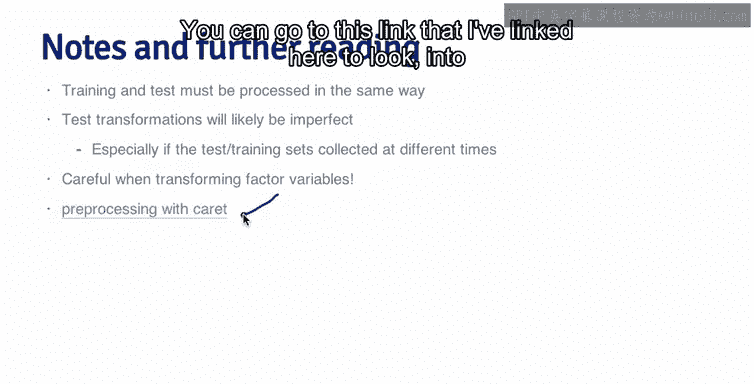 You can go to this link that I've linked
here to look, into
Notes and further reading
· Training and test must be processed in the same way
· Test transformations will likely be imperfect
- Especially if the test/training sets collected at different times
· Careful when transforming factor variables!
· preprocessing with caret